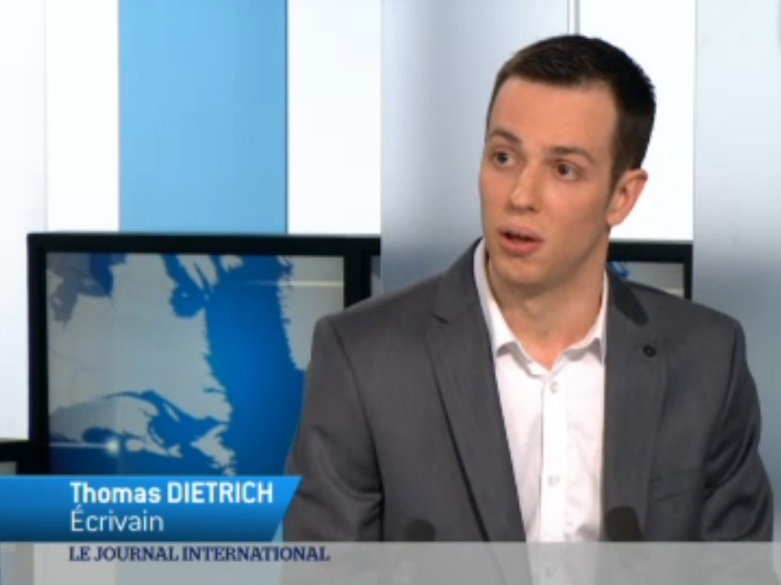 Thomas DIETRICH
Écrivain
LE JOURNAL INTERNATIONAL